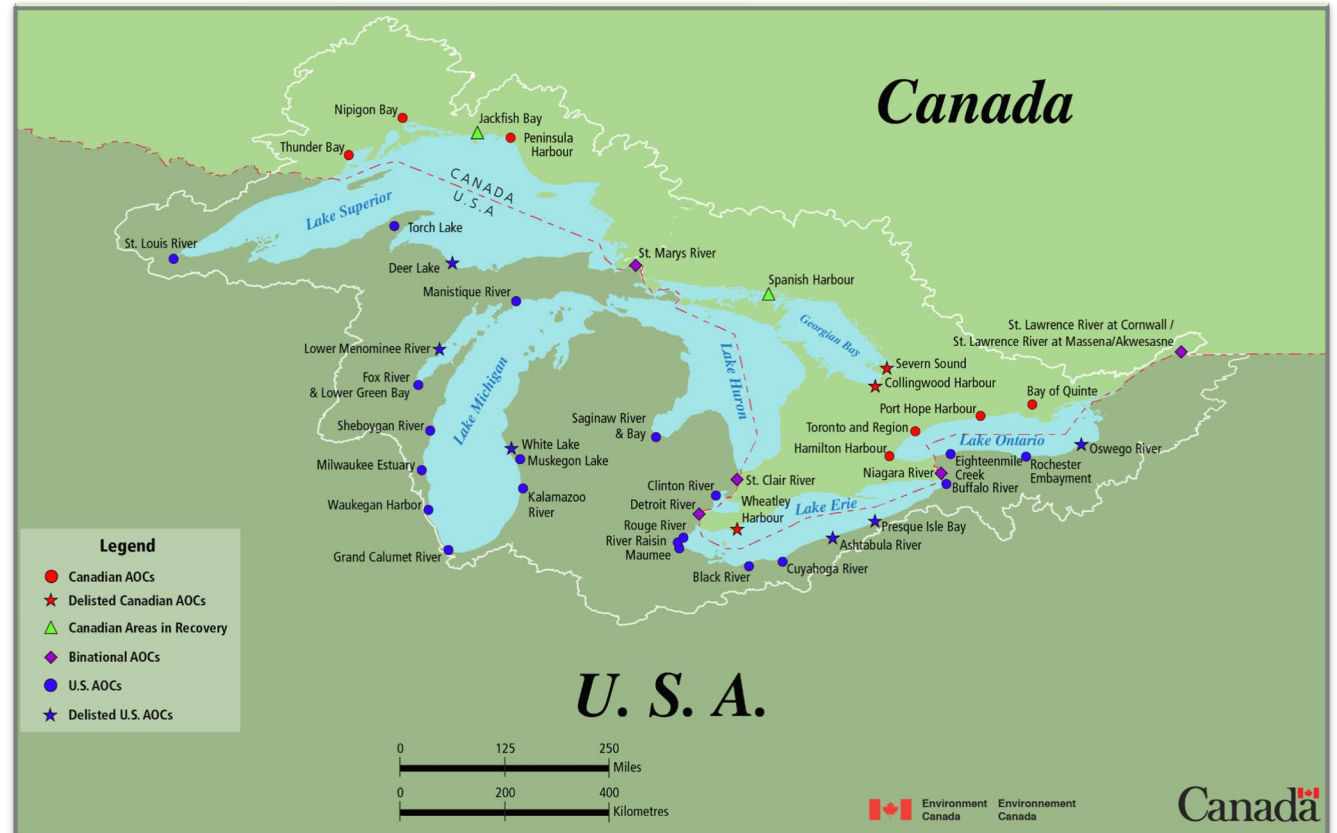 Canada
Nipigon Bay
Jackfish Bay
Thunder Bay
Peninsula
Harbour
CANADA
U.S.A
Lake Superior
St. Louis River
Torch Lake
Deer Lake
St. Marys River
Manistique River
Spanish Harbour
Georgian Bay
St. Lawrence River at Cornwall /
St. Lawrence River at Massena/Akwesasne
Lower Menominee River
Fox River
& Lower Green Bay
Lake Michigan
Lake Huron
Severn Sound
Collingwood Harbour
Bay of Quinte
Port Hope Harbour
Toronto and Region
Hamilton Harbour
Lake Ontario
Oswego River
Sheboygan River
Saginaw River
& Bay
White Lake
Muskegon Lake
Milwaukee Estuary
Kalamazoo
River
Waukegan Harbor
Grand Calumet River
Niagara River
Eighteenmile
Creek
Rochester
Embayment
Buffalo River
St. Clair River
Clinton River
Detroit River
Wheatley
Harbour
Lake Erie
Rouge River
River Raisin
Maumee
Presque Isle Bay
Ashtabula River
Black River
Cuyahoga River
Legend
Canadian AOCs
Delisted Canadian AOCs
Canadian Areas in Recovery
Binational AOCs
U.S. AOCs
Delisted U.S. AOCs
U. S. A.
0 125 250
Miles
0 200 400
Kilometres
Environment Environnement
Canada Canada
Canada